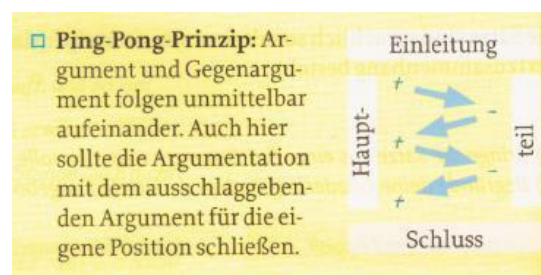 Ping-Pong-Prinzip: Ar-
gument und Gegenargu-
ment folgen unmittelbar
aufeinander. Auch hier
sollte die Argumentation
mit dem ausschlaggeben-
den Argument für die ei-
gene Position schließen.
Einleitung
Haupt-
+
-
+
-
+
teil
Schluss